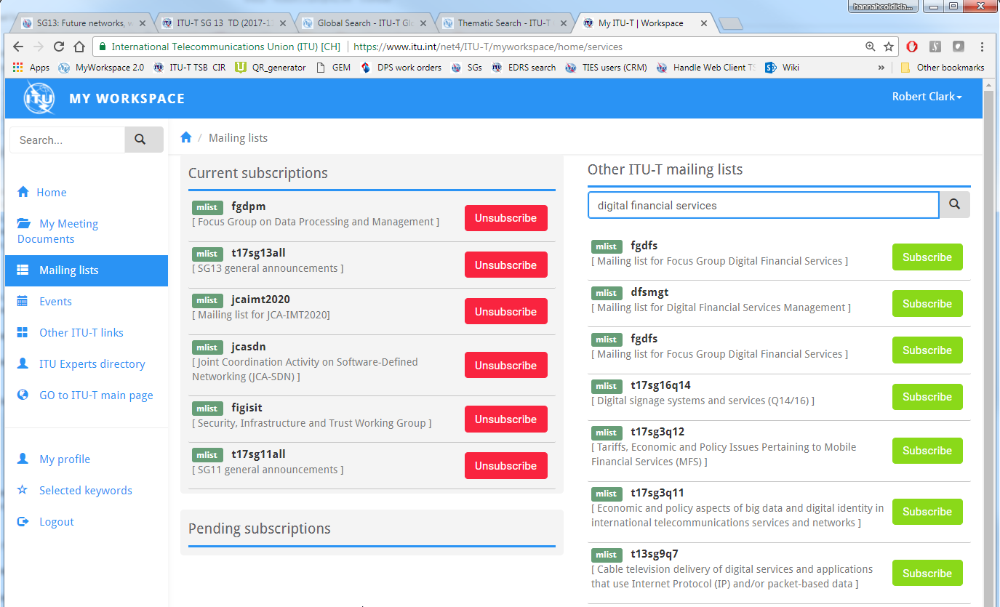 hannahcoldisla...
SG13: Future networks, w
ITU-T SG 13 TD (2017-12
Global Search - ITU-T Glo
Thematic Search - ITU-T
My ITU-T | Workspace
International Telecommunications Union (ITU) [CH] | https://www.itu.int/net4/ITU-T/myworkspace/home/services
Apps MyWorkspace 2.0 ITU-T TSB CIR QR_generator GEM DPS work orders SGs EDRS search TIES users (CRM) Handle Web Client TS Wiki » Other bookmarks
ITU MY WORKSPACE
Robert Clark
Search...
Home
My Meeting
Documents
Mailing lists
Events
Other ITU-T links
ITU Experts directory
GO to ITU-T main page
My profile
Selected keywords
Logout
/ Mailing lists
Current subscriptions
mlist fgdpm
[ Focus Group on Data Processing and Management ]
Unsubscribe
mlist t17sg13all
[ SG13 general announcements ]
Unsubscribe
mlist jcaimt2020
[ Mailing list for JCA-IMT2020]
Unsubscribe
mlist jcasdn
[ Joint Coordination Activity on Software-Defined
Networking (JCA-SDN) ]
Unsubscribe
mlist figisit
[ Security, Infrastructure and Trust Working Group ]
Unsubscribe
mlist t17sg11all
[ SG11 general announcements ]
Unsubscribe
Pending subscriptions
Other ITU-T mailing lists
digital financial services
mlist fgdfs
[ Mailing list for Focus Group Digital Financial Services ]
Subscribe
mlist dfsmgt
[ Mailing list for Digital Financial Services Management ]
Subscribe
mlist fgdfs
[ Mailing list for Focus Group Digital Financial Services ]
Subscribe
mlist t17sg16q14
[ Digital signage systems and services (Q14/16) ]
Subscribe
mlist t17sg3q12
[ Tariffs, Economic and Policy Issues Pertaining to Mobile
Financial Services (MFS) ]
Subscribe
mlist t17sg3q11
[ Economic and policy aspects of big data and digital identity in
international telecommunications services and networks ]
Subscribe
mlist t13sg9q7
[ Cable television delivery of digital services and applications
that use Internet Protocol (IP) and/or packet-based data ]
Subscribe